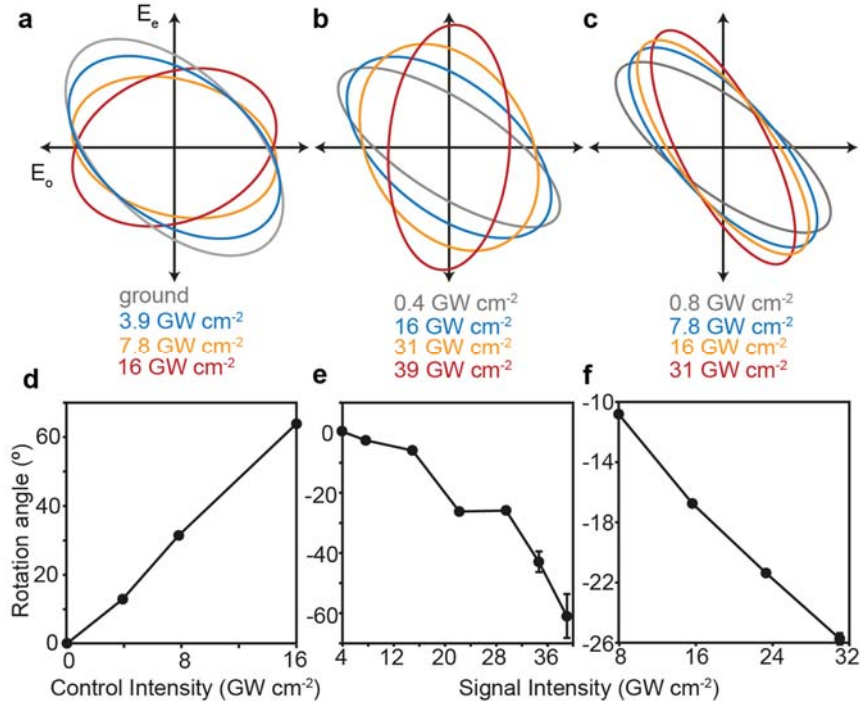 a
E_e
b
c
E_o
ground
3.9 GW cm⁻²
7.8 GW cm⁻²
16 GW cm⁻²
0.4 GW cm⁻²
16 GW cm⁻²
31 GW cm⁻²
39 GW cm⁻²
0.8 GW cm⁻²
7.8 GW cm⁻²
16 GW cm⁻²
31 GW cm⁻²
d
e
f
Rotation angle (º)
60
40
20
0
0
8
16
Control Intensity (GW cm⁻²)
0
-20
-40
-60
4
12
20
28
36
-10
-14
-18
-22
-26
8
16
24
32
Signal Intensity (GW cm⁻²)